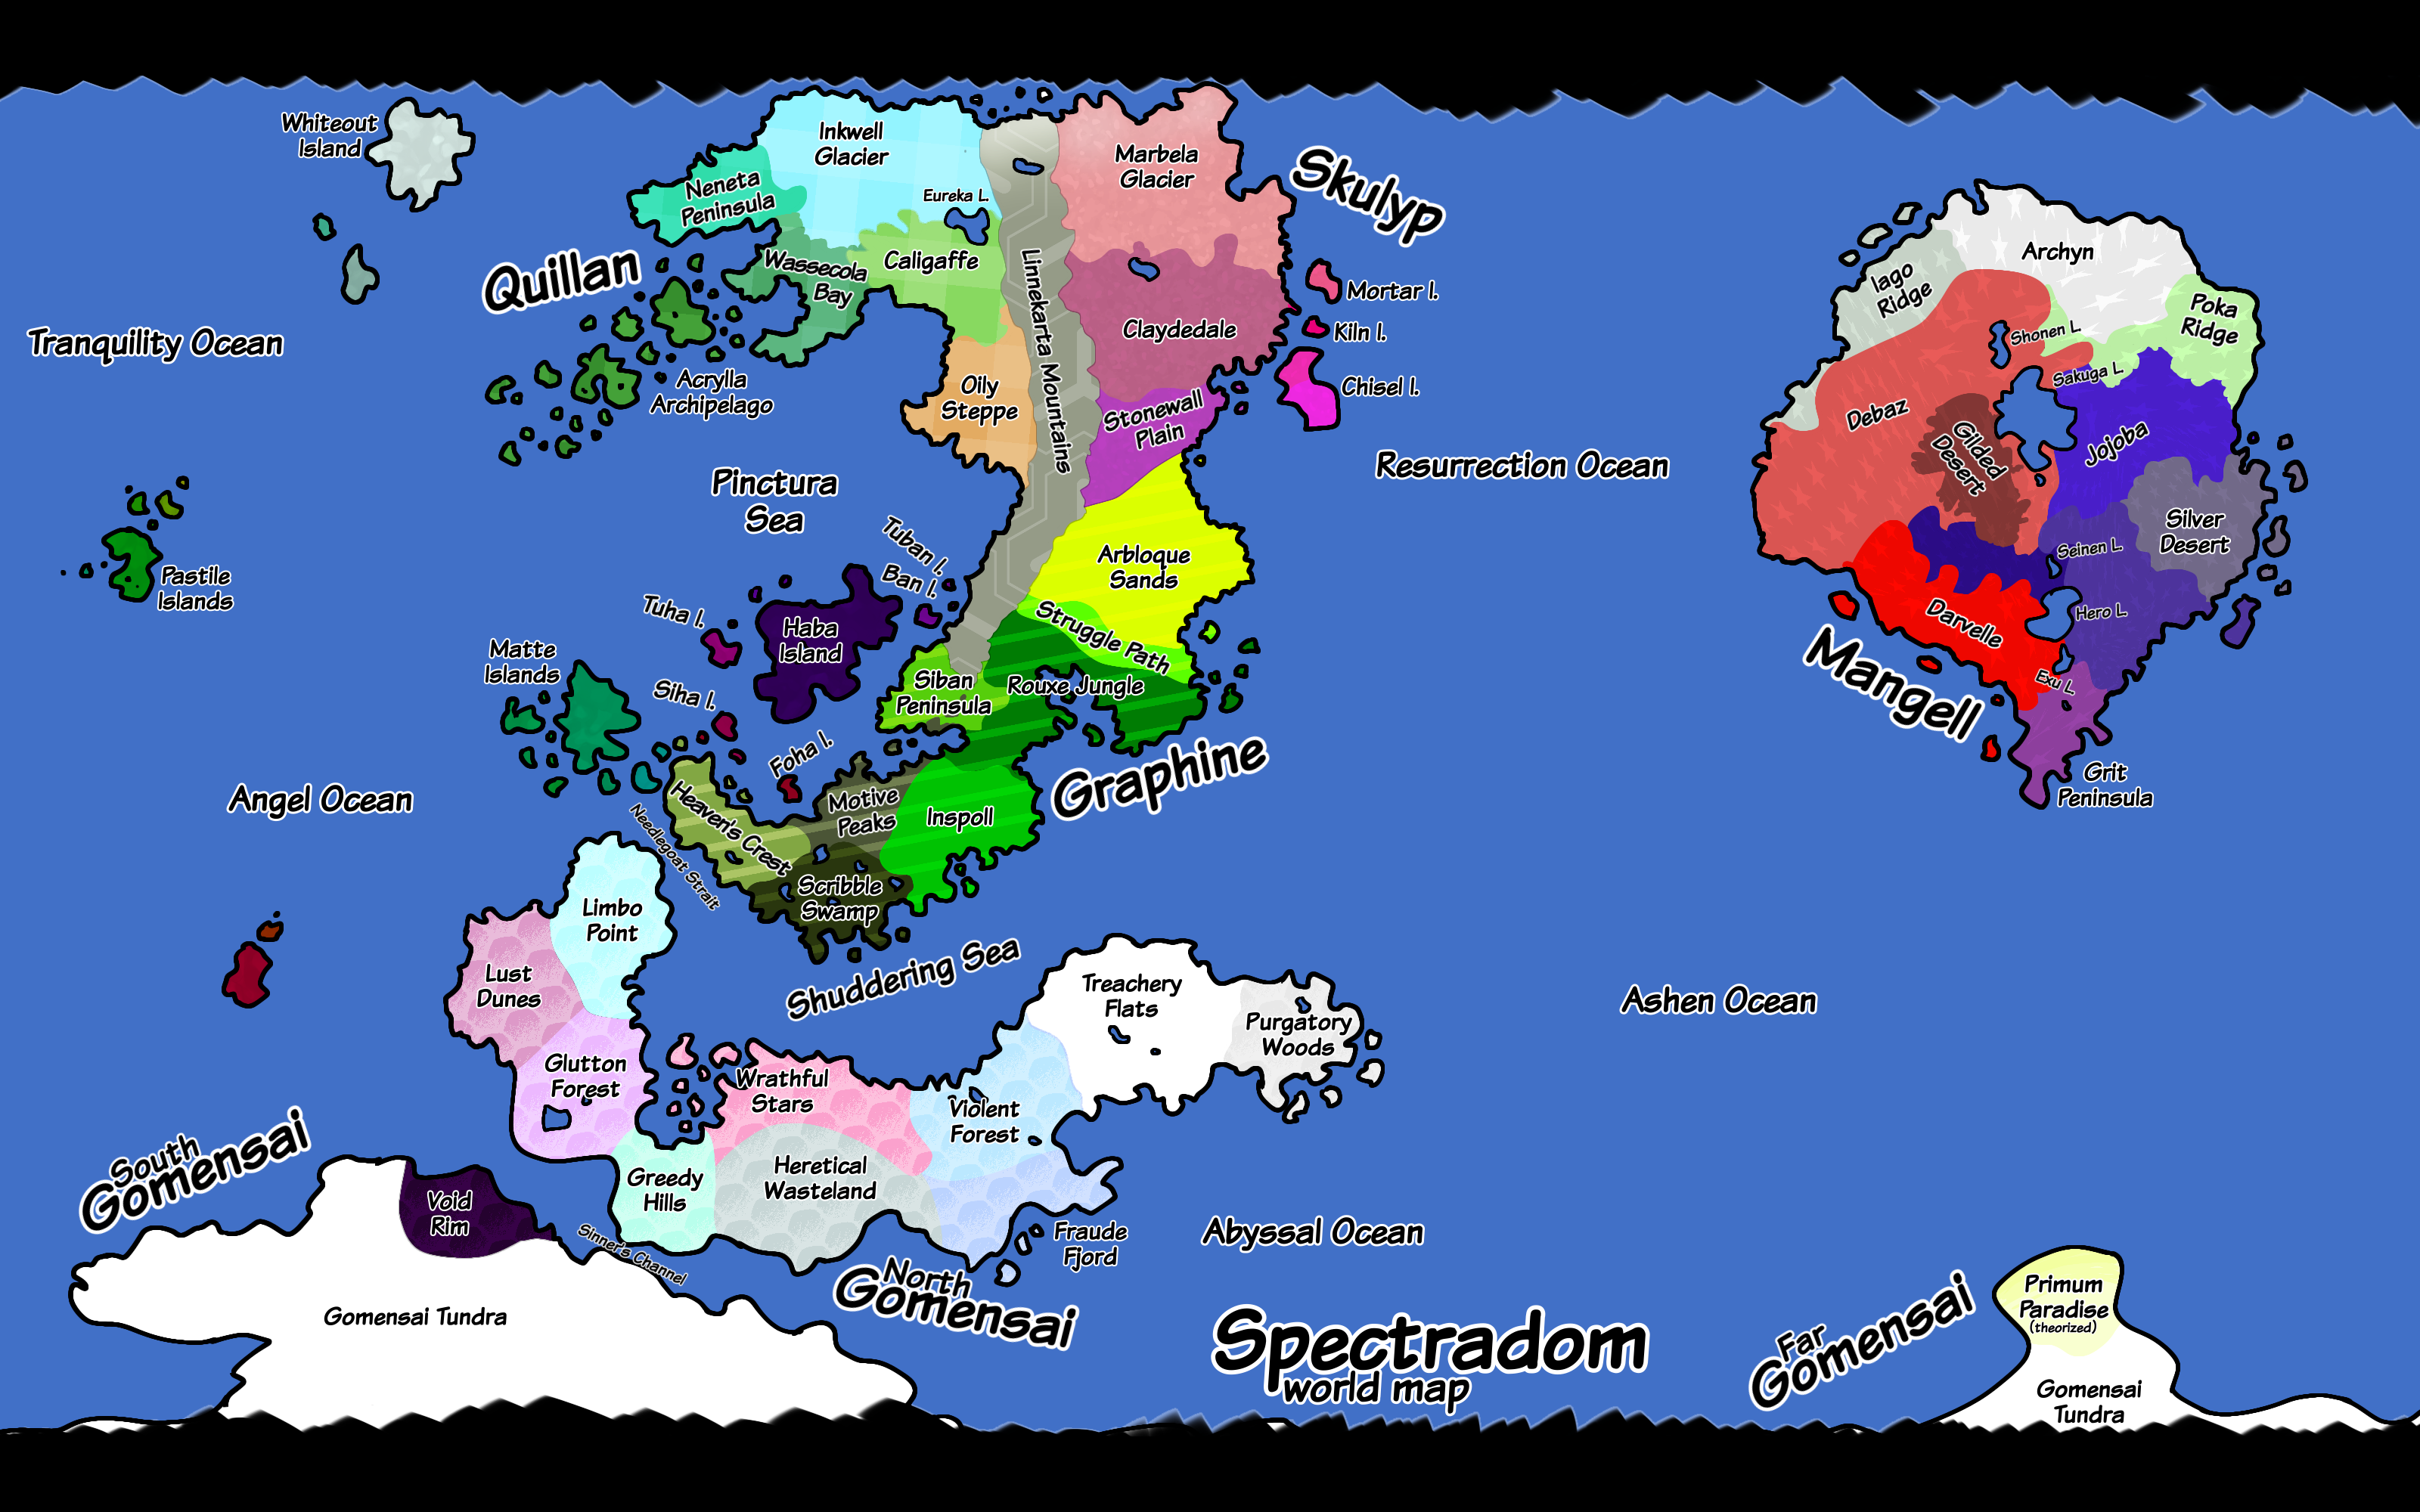 Whiteout
Island
Inkwell
Glacier
Neneta
Peninsula
Eureka L.
Marbela
Glacier
Skulyp
Quillan
Wassecola
Bay
Caligaffe
Linnekarta Mountains
Claydedale
Mortar I.
Kiln I.
Chisel I.
Tranquility Ocean
Acrylla
Archipelago
Oily
Steppe
Stonewall
Plain
Resurrection Ocean
Archyn
Iago
Ridge
Poka
Ridge
Shonen L.
Sakuga L.
Debaz
Gilded
Desert
Jojoba
Silver
Desert
Seinen L.
Hero L.
Darvelle
Exu L.
Mangell
Grit
Peninsula
Pinctura
Sea
Tuban I.
Ban I.
Arbloque
Sands
Pastile
Islands
Tuha I.
Haba
Island
Struggle Path
Matte
Islands
Siha I.
Siban
Peninsula
Rouxe Jungle
Foha I.
Graphine
Angel Ocean
Needlegoat Strait
Heaven's Crest
Motive
Peaks
Inspoll
Scribble
Swamp
Limbo
Point
Shuddering Sea
Lust
Dunes
Treachery
Flats
Purgatory
Woods
Ashen Ocean
Glutton
Forest
Wrathful
Stars
Violent
Forest
South
Gomensai
Void
Rim
Greedy
Hills
Heretical
Wasteland
Sinner's Channel
Fraude
Fjord
Abyssal Ocean
North
Gomensai
Gomensai Tundra
Spectradom
world map
Far
Gomensai
Primum
Paradise
(theorized)
Gomensai
Tundra